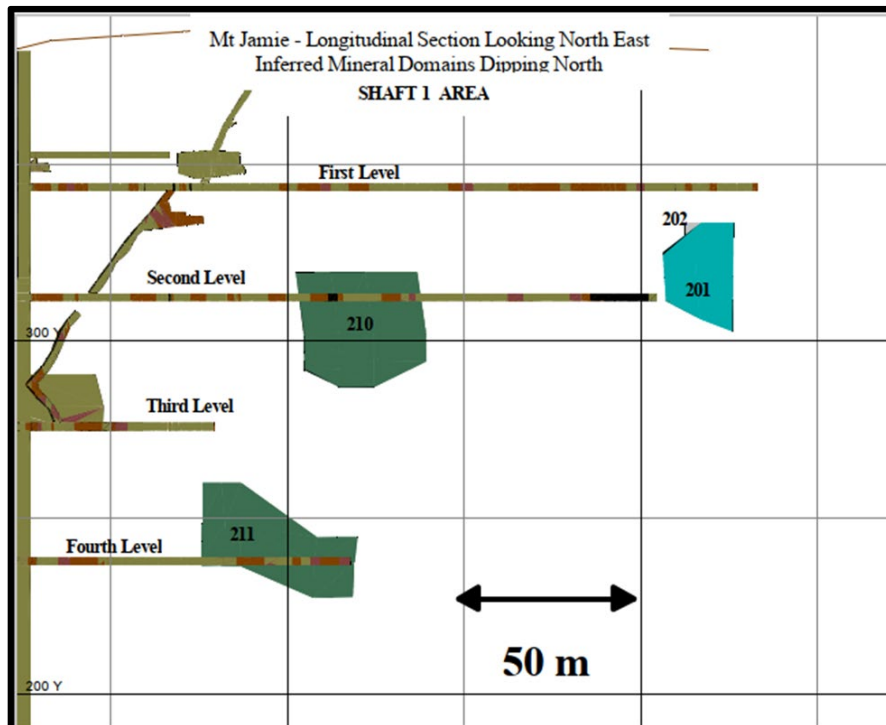 Mt Jamie - Longitudinal Section Looking North East
Inferred Mineral Domains Dipping North
SHAFT 1 AREA
First Level
202
Second Level
201
210
300 Y
Third Level
211
Fourth Level
50 m
200 Y